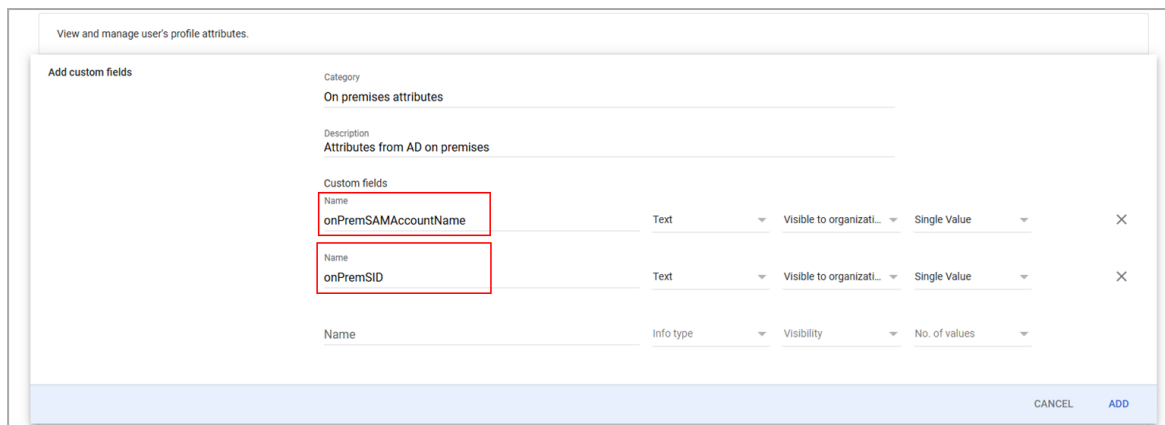 View and manage user's profile attributes.
Add custom fields
Category
On premises attributes
Description
Attributes from AD on premises
Custom fields
Name
onPremSAMAccountName Text Visible to organizati... Single Value
Name
onPremSID Text Visible to organizati... Single Value
Name Info type Visibility No. of values
CANCEL ADD